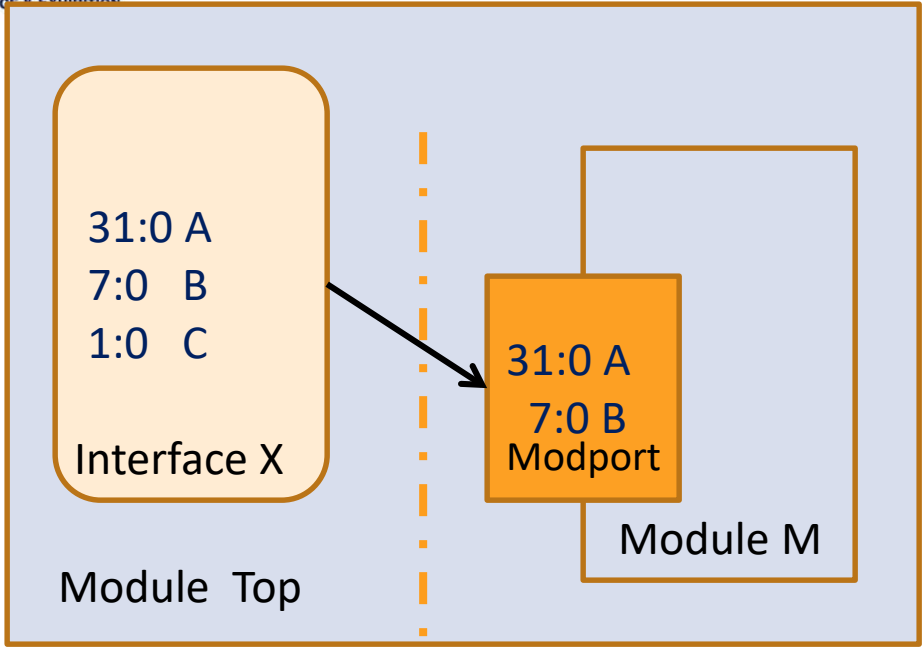 31:0 A
7:0 B
1:0 C
Interface X
Module Top
31:0 A
7:0 B
Modport
Module M